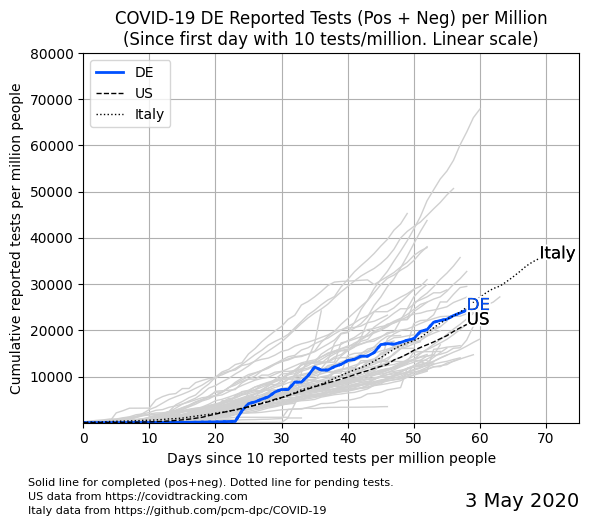 COVID-19 DE Reported Tests (Pos + Neg) per Million
(Since first day with 10 tests/million. Linear scale)
80000
70000
60000
50000
40000
30000
20000
10000
Cumulative reported tests per million people
DE
US
Italy
Italy
DE
US
0 10 20 30 40 50 60 70
Days since 10 reported tests per million people
Solid line for completed (pos+neg). Dotted line for pending tests.
US data from https://covidtracking.com
Italy data from https://github.com/pcm-dpc/COVID-19
3 May 2020